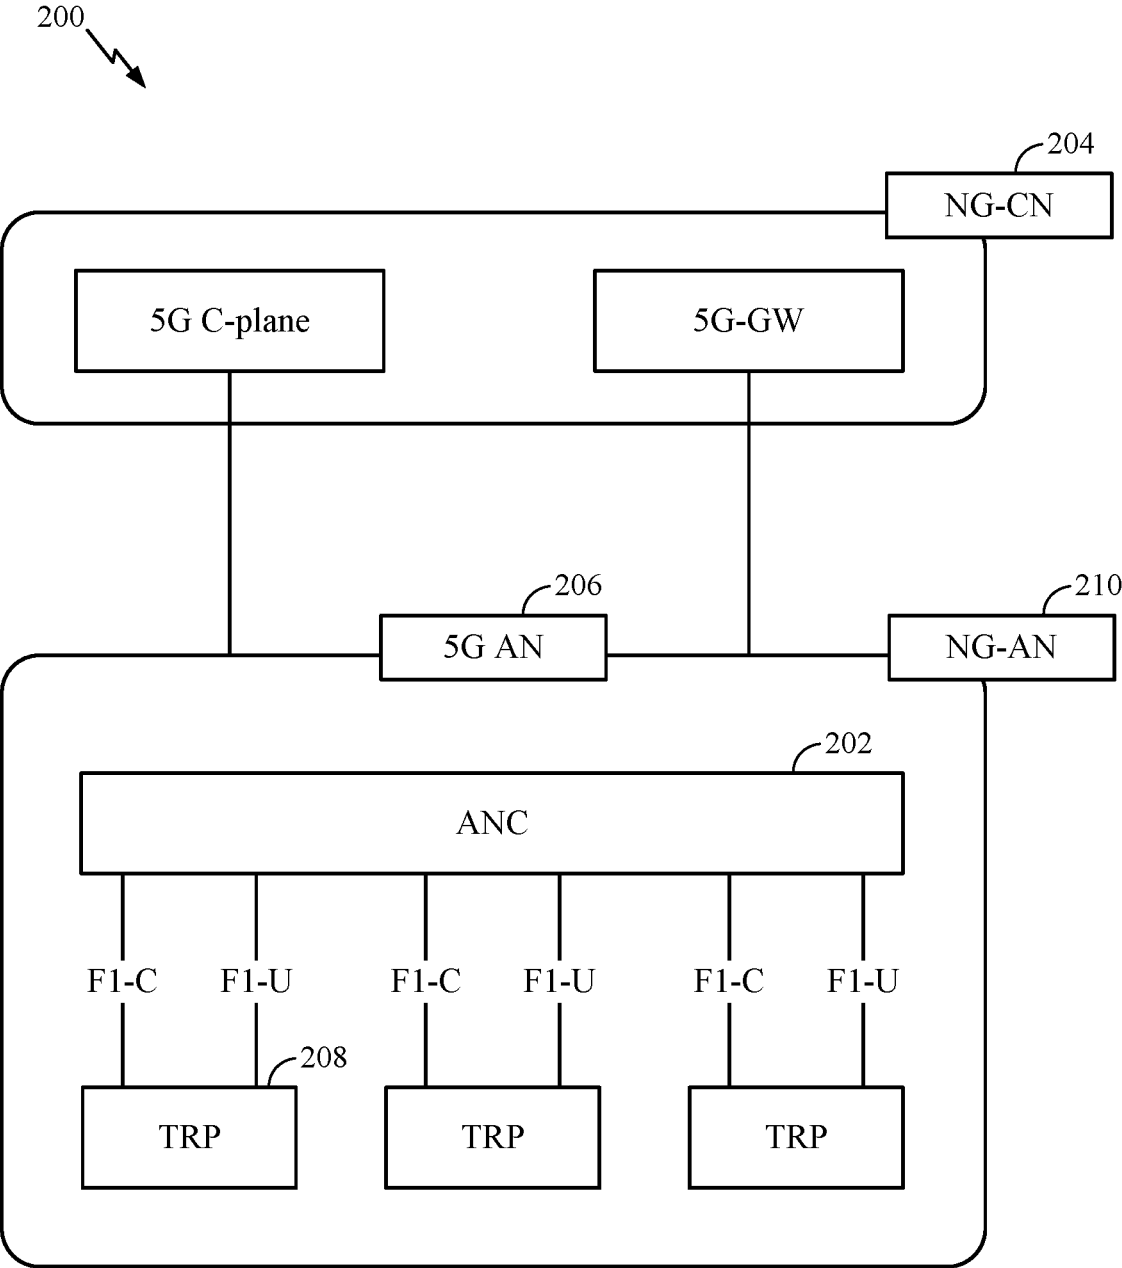 200
204
NG-CN
5G C-plane
5G-GW
206
210
5G AN
NG-AN
202
ANC
F1-C
F1-U
F1-C
F1-U
F1-C
F1-U
208
TRP
TRP
TRP